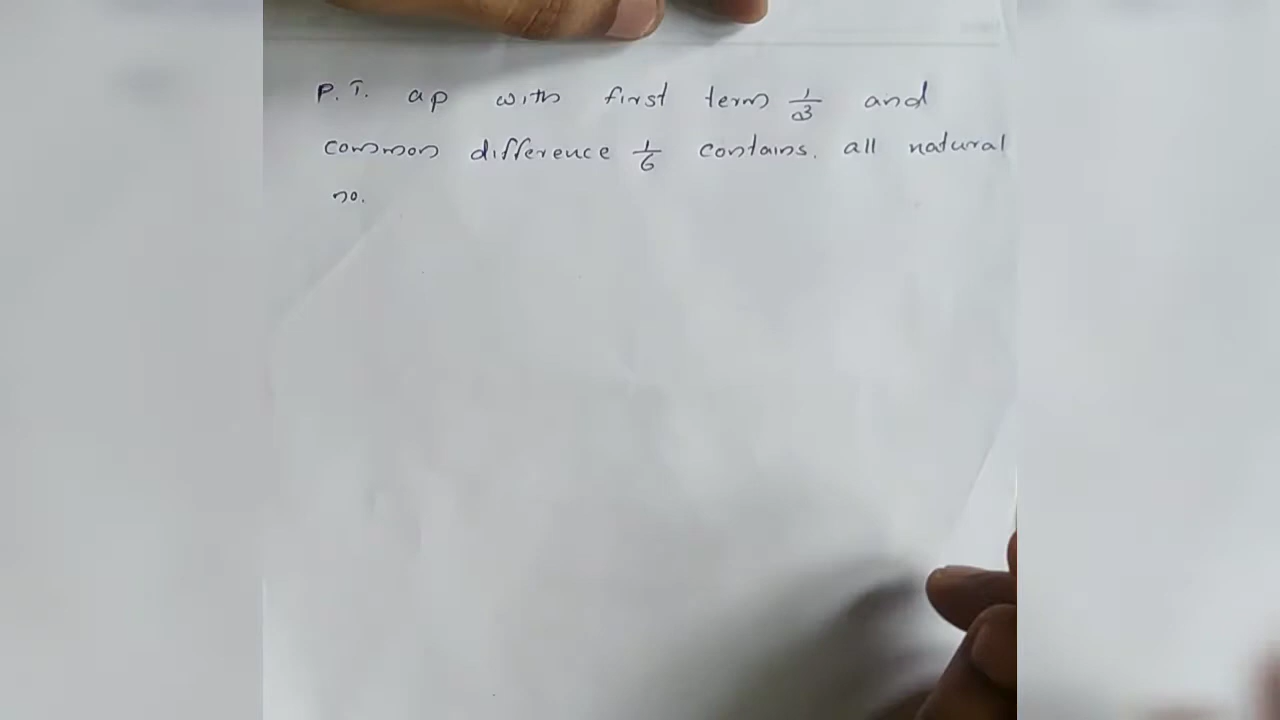 P.T. ap with first term 1/3 and
common difference 1/6 contains. all natural
no.